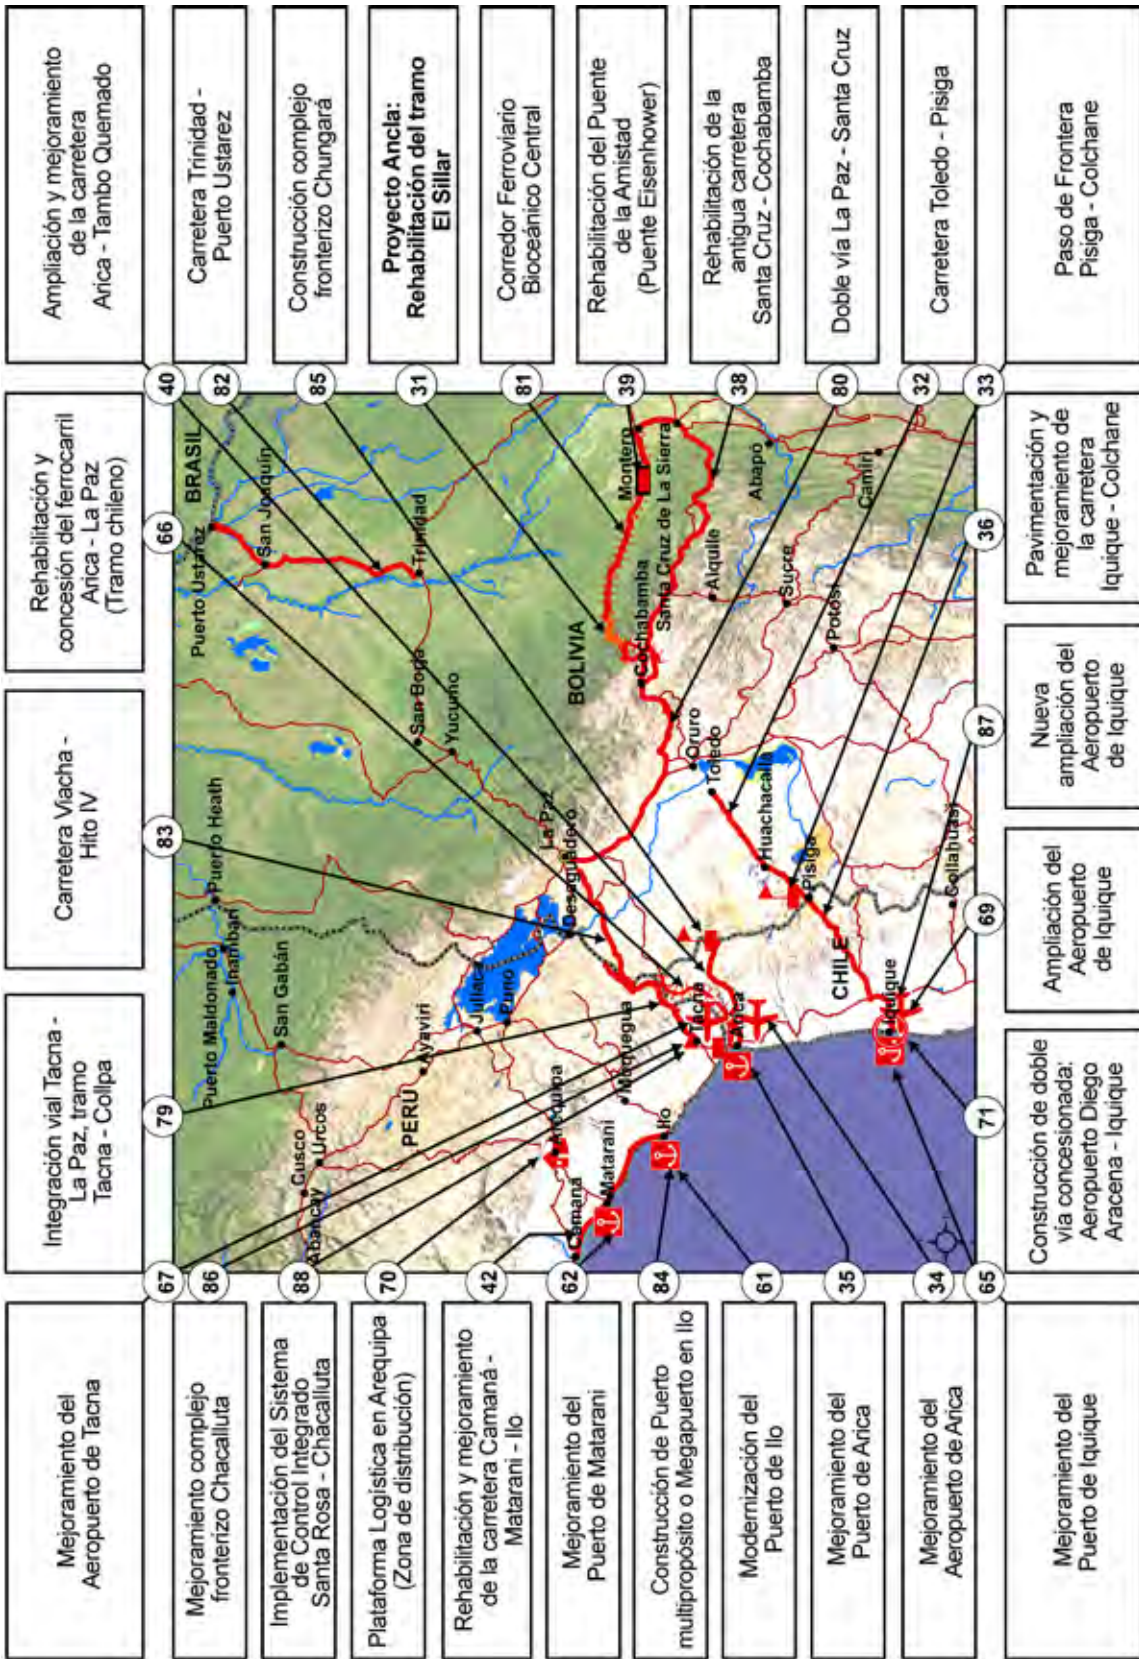 Mejoramiento del
Aeropuerto de Tacna
Integración vial Tacna -
La Paz, tramo
Tacna - Collpa
Carretera Viacha -
Hito IV
Rehabilitación y
concesión del ferrocarril
Arica - La Paz
(Tramo chileno)
Ampliación y mejoramiento
de la carretera
Arica - Tambo Quemado
67
79
83
66
40
Mejoramiento complejo
fronterizo Chacalluta
86
Implementación del Sistema
de Control Integrado
Santa Rosa - Chacalluta
88
Plataforma Logística en Arequipa
(Zona de distribución)
70
Rehabilitación y mejoramiento
de la carretera Camaná -
Matarani - Ilo
42
Mejoramiento del
Puerto de Matarani
62
Construcción de Puerto
multipropósito o Megapuerto en Ilo
84
Modernización del
Puerto de Ilo
61
Mejoramiento del
Puerto de Arica
35
Mejoramiento del
Aeropuerto de Arica
34
BRASIL
Puerto Ustarez
Puerto Heath
Puerto Maldonado
Inambari
San Joaquín
San Gabán
Cusco
Abancay
Urcos
Trinidad
San Borja
Yucumo
Ayaviri
PERÚ
Juliaca
Puno
La Paz
Desaguadero
Arequipa
Camaná
Matarani
Moquegua
Ilo
Tacna
Arica
BOLIVIA
Cochabamba
Montero
Santa Cruz de La Sierra
Oruro
Toledo
Aiquile
Abapó
Huachacalla
Sucre
Potosí
Camiri
Pisiga
CHILE
Iquique
Collahuasi
82
Carretera Trinidad -
Puerto Ustarez
85
Construcción complejo
fronterizo Chungará
31
Proyecto Ancla:
Rehabilitación del tramo
El Sillar
81
Corredor Ferroviario
Bioceánico Central
39
Rehabilitación del Puente
de la Amistad
(Puente Eisenhower)
38
Rehabilitación de la
antigua carretera
Santa Cruz - Cochabamba
80
Doble vía La Paz - Santa Cruz
32
Carretera Toledo - Pisiga
65
71
69
87
36
33
Mejoramiento del
Puerto de Iquique
Construcción de doble
vía concesionada:
Aeropuerto Diego
Aracena - Iquique
Ampliación del
Aeropuerto
de Iquique
Nueva
ampliación del
Aeropuerto
de Iquique
Pavimentación y
mejoramiento de
la carretera
Iquique - Colchane
Paso de Frontera
Pisiga - Colchane